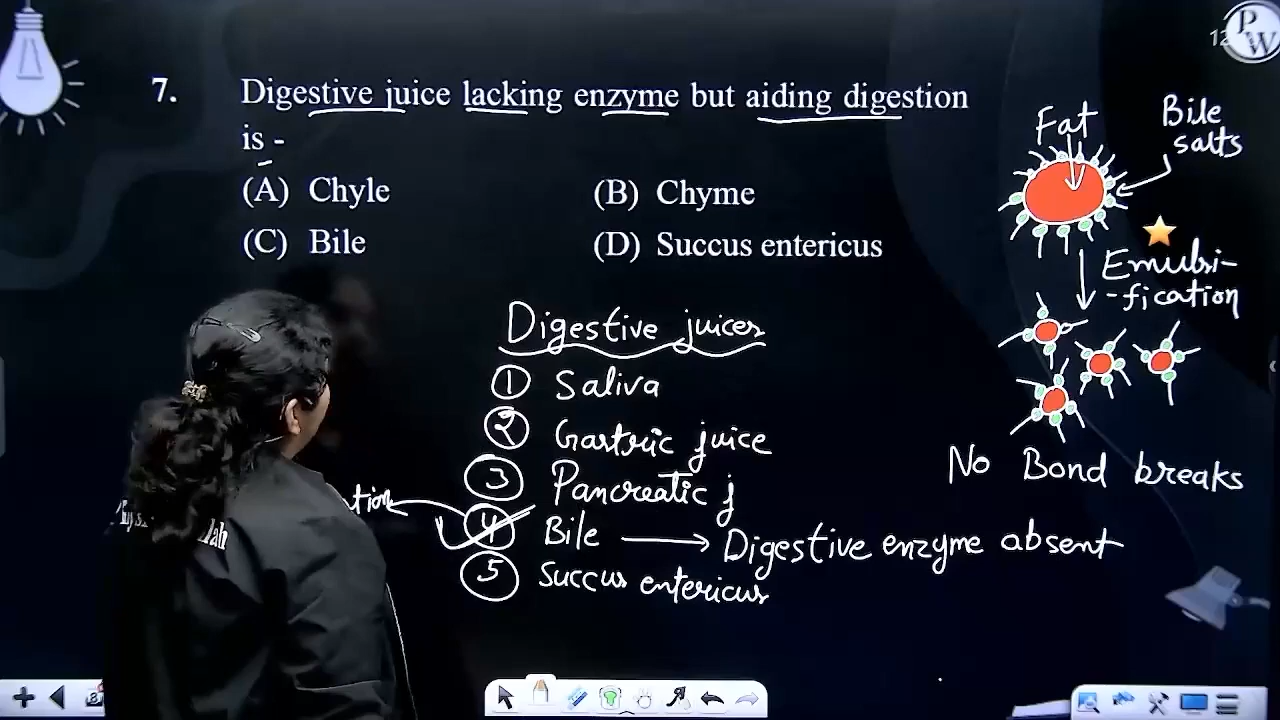 7. Digestive juice lacking enzyme but aiding digestion
is -
(A) Chyle
(B) Chyme
(C) Bile
(D) Succus entericus
Digestive juices
1 Saliva
2 Gastric juice
3 Pancreatic j
4 Bile → Digestive enzyme absent
5 Succus entericus
Fat
Bile
salts
Emulsi-
-fication
No Bond breaks
PW